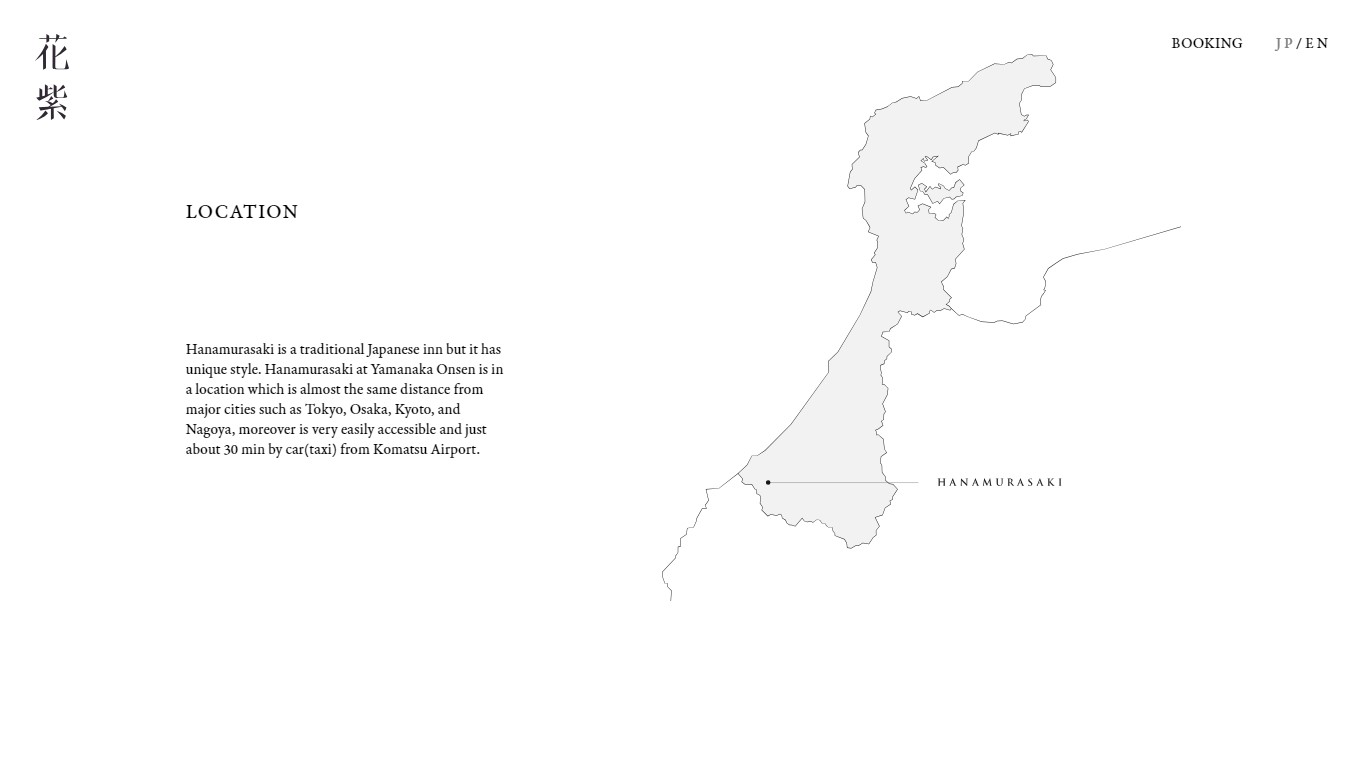 花
紫
BOOKING JP/EN
LOCATION
Hanamurasaki is a traditional Japanese inn but it has
unique style. Hanamurasaki at Yamanaka Onsen is in
a location which is almost the same distance from
major cities such as Tokyo, Osaka, Kyoto, and
Nagoya, moreover is very easily accessible and just
about 30 min by car(taxi) from Komatsu Airport.
HANAMURASAKI